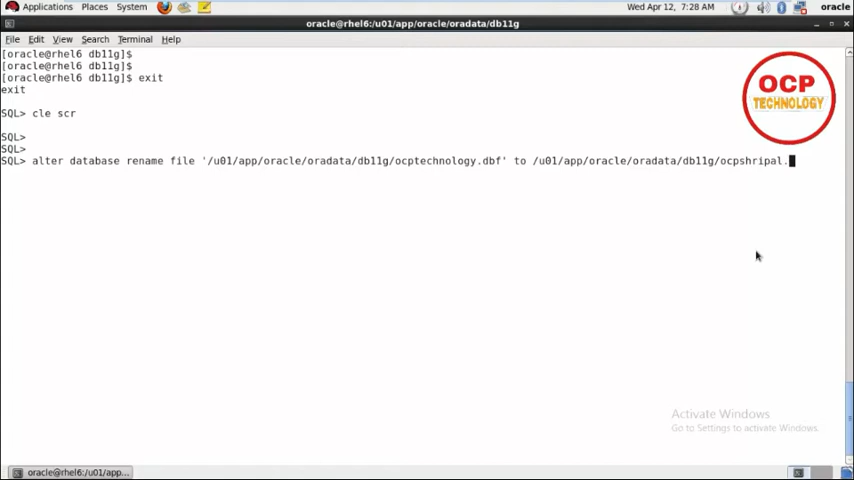 Applications Places System Wed Apr 12, 7:28 AM oracle
oracle@rhel6:/u01/app/oracle/oradata/db11g
File Edit View Search Terminal Help
[oracle@rhel6 db11g]$
[oracle@rhel6 db11g]$
[oracle@rhel6 db11g]$ exit
exit
OCP
TECHNOLOGY
SQL> cle scr
SQL>
SQL>
SQL> alter database rename file '/u01/app/oracle/oradata/db11g/ocptechnology.dbf' to /u01/app/oracle/oradata/db11g/ocpshripal.
Activate Windows
Go to Settings to activate Windows.
oracle@rhel6:/u01/app...